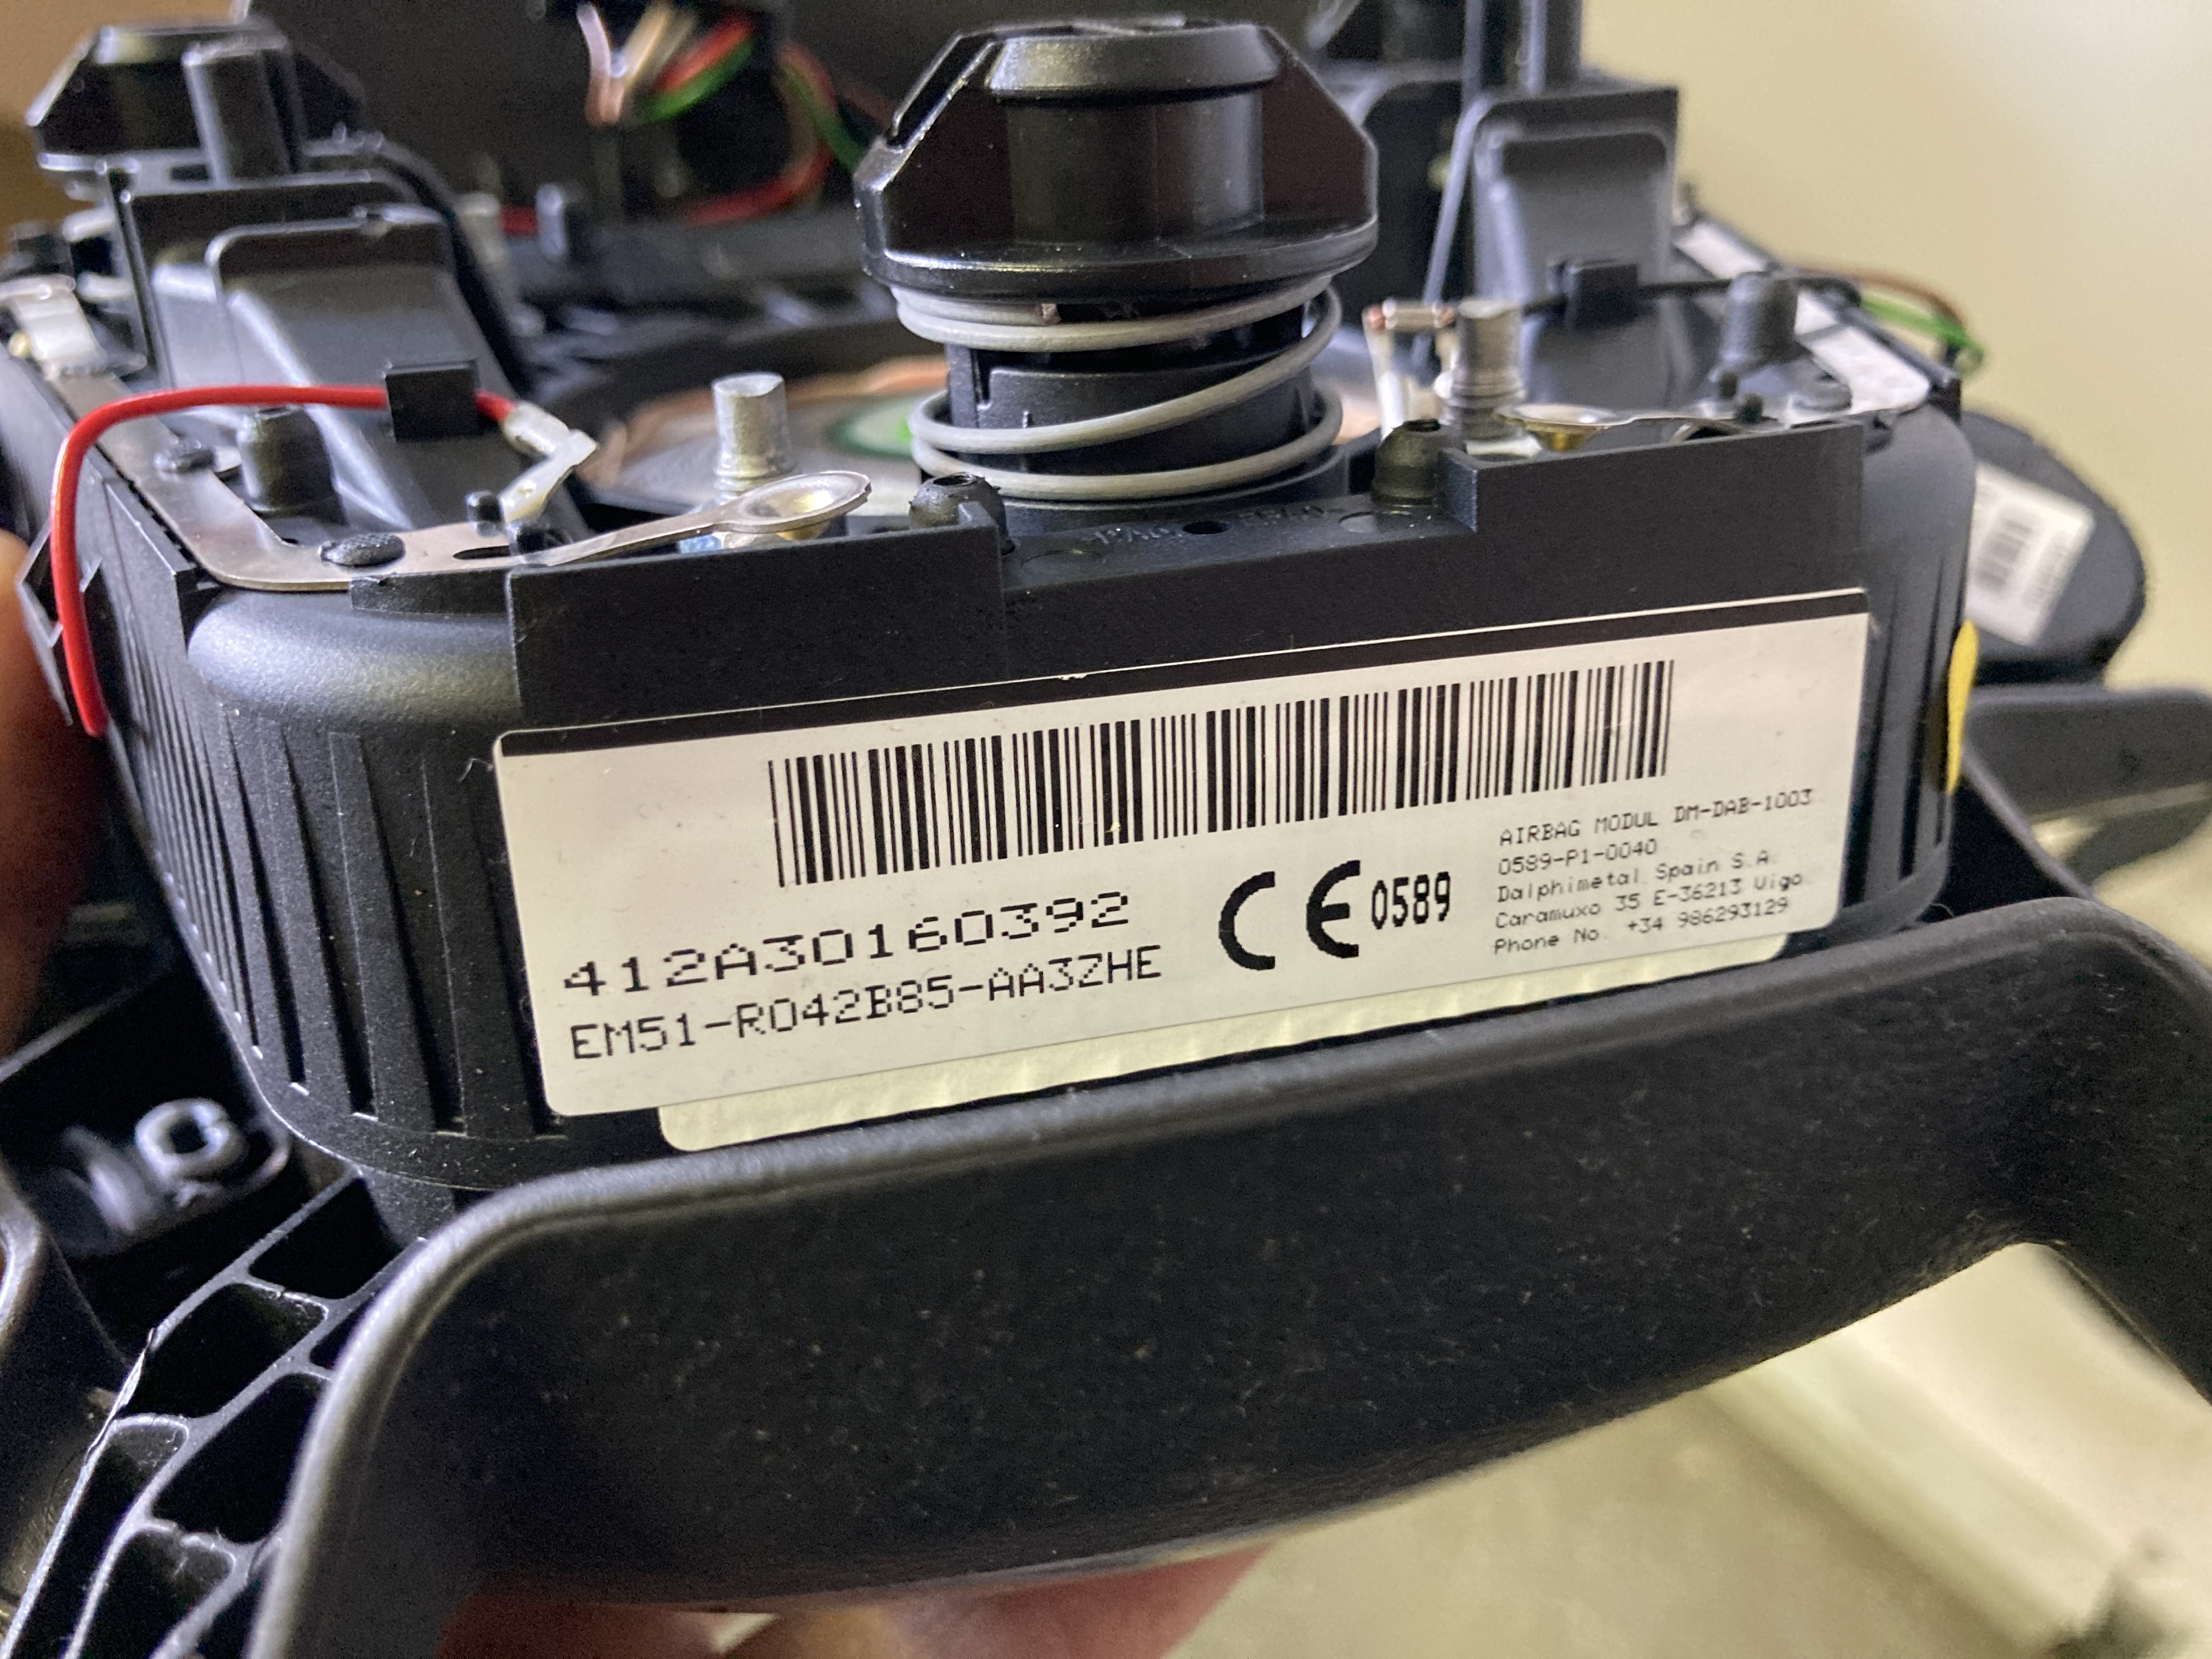 412A30160392
EM51-R042B85-AA3ZHE
CE 0589
AIRBAG MODUL DM-DAB-1003
0589-P1-0040
Dalphimetal Spain S.A.
Caramuxo 35 E-36213 Vigo
Phone No. +34 986293129